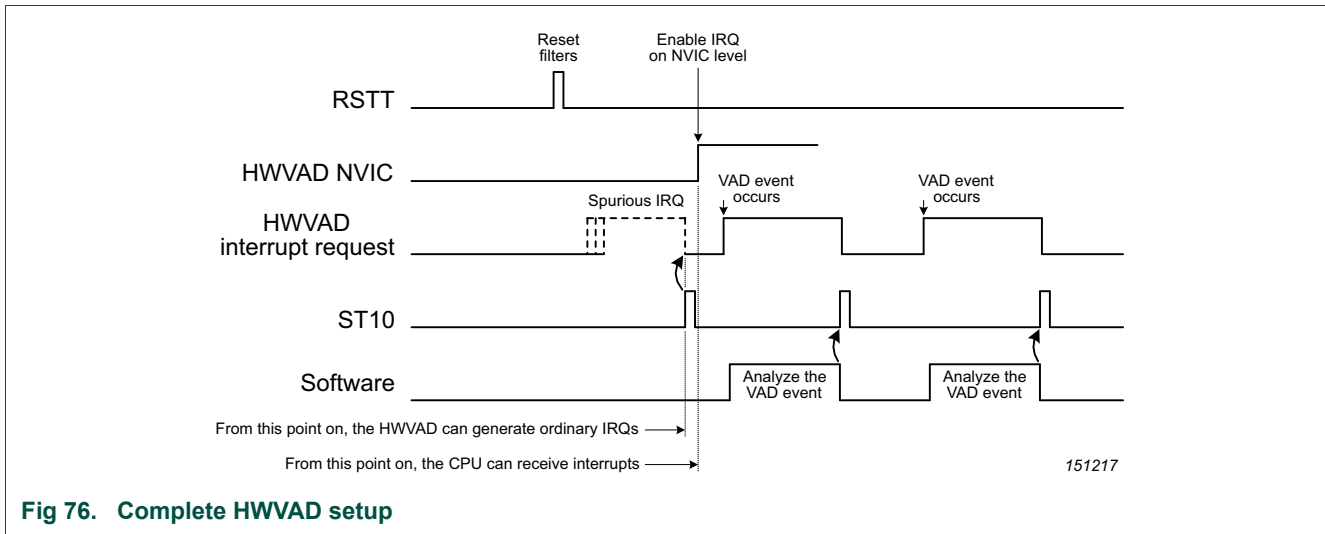 Reset
filters
Enable IRQ
on NVIC level
RSTT
HWVAD NVIC
VAD event
occurs
VAD event
occurs
Spurious IRQ
HWVAD
interrupt request
ST10
Software
Analyze the
VAD event
Analyze the
VAD event
From this point on, the HWVAD can generate ordinary IRQs
From this point on, the CPU can receive interrupts
151217
Fig 76. Complete HWVAD setup